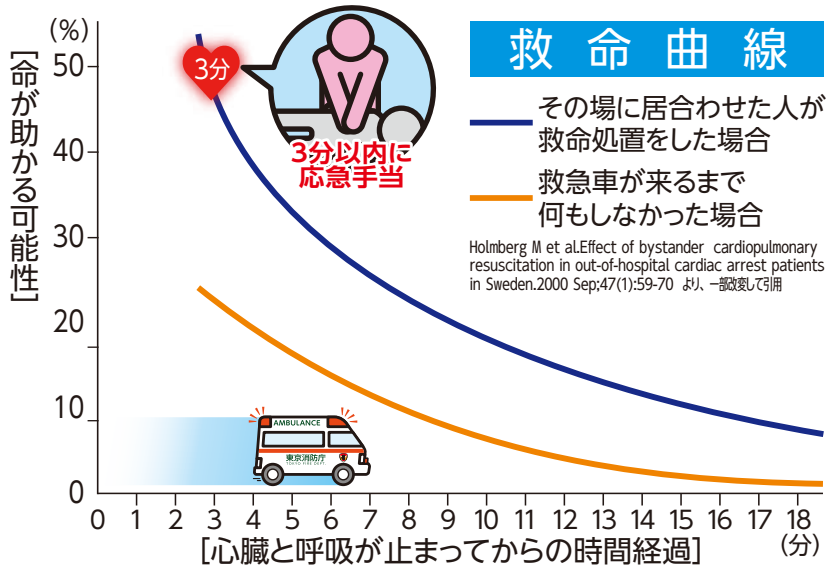 (%)
50
40
30
20
10
0
[命が助かる可能性]
3分
3分以内に
応急手当
救命曲線
その場に居合わせた人が
救命処置をした場合
救急車が来るまで
何もしなかった場合
Holmberg M et al.Effect of bystander cardiopulmonary
resuscitation in out-of-hospital cardiac arrest patients
in Sweden.2000 Sep;47(1):59-70 より、一部改変して引用
AMBULANCE
東京消防庁
TOKYO FIRE DEPT.
0 1 2 3 4 5 6 7 8 9 10 11 12 13 14 15 16 17 18
(分)
[心臓と呼吸が止まってからの時間経過]